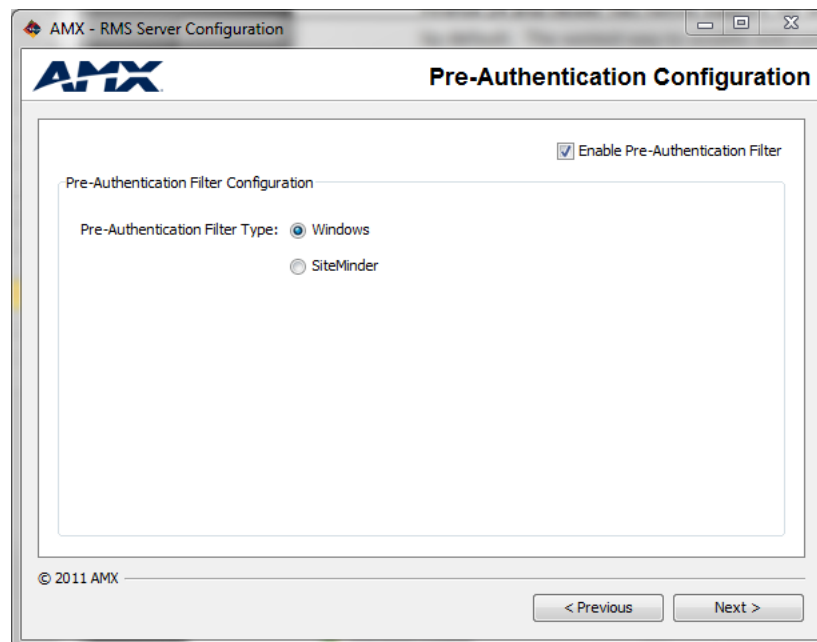 AMX - RMS Server Configuration
AMX
Pre-Authentication Configuration
Enable Pre-Authentication Filter
Pre-Authentication Filter Configuration
Pre-Authentication Filter Type:
Windows
SiteMinder
© 2011 AMX
< Previous
Next >